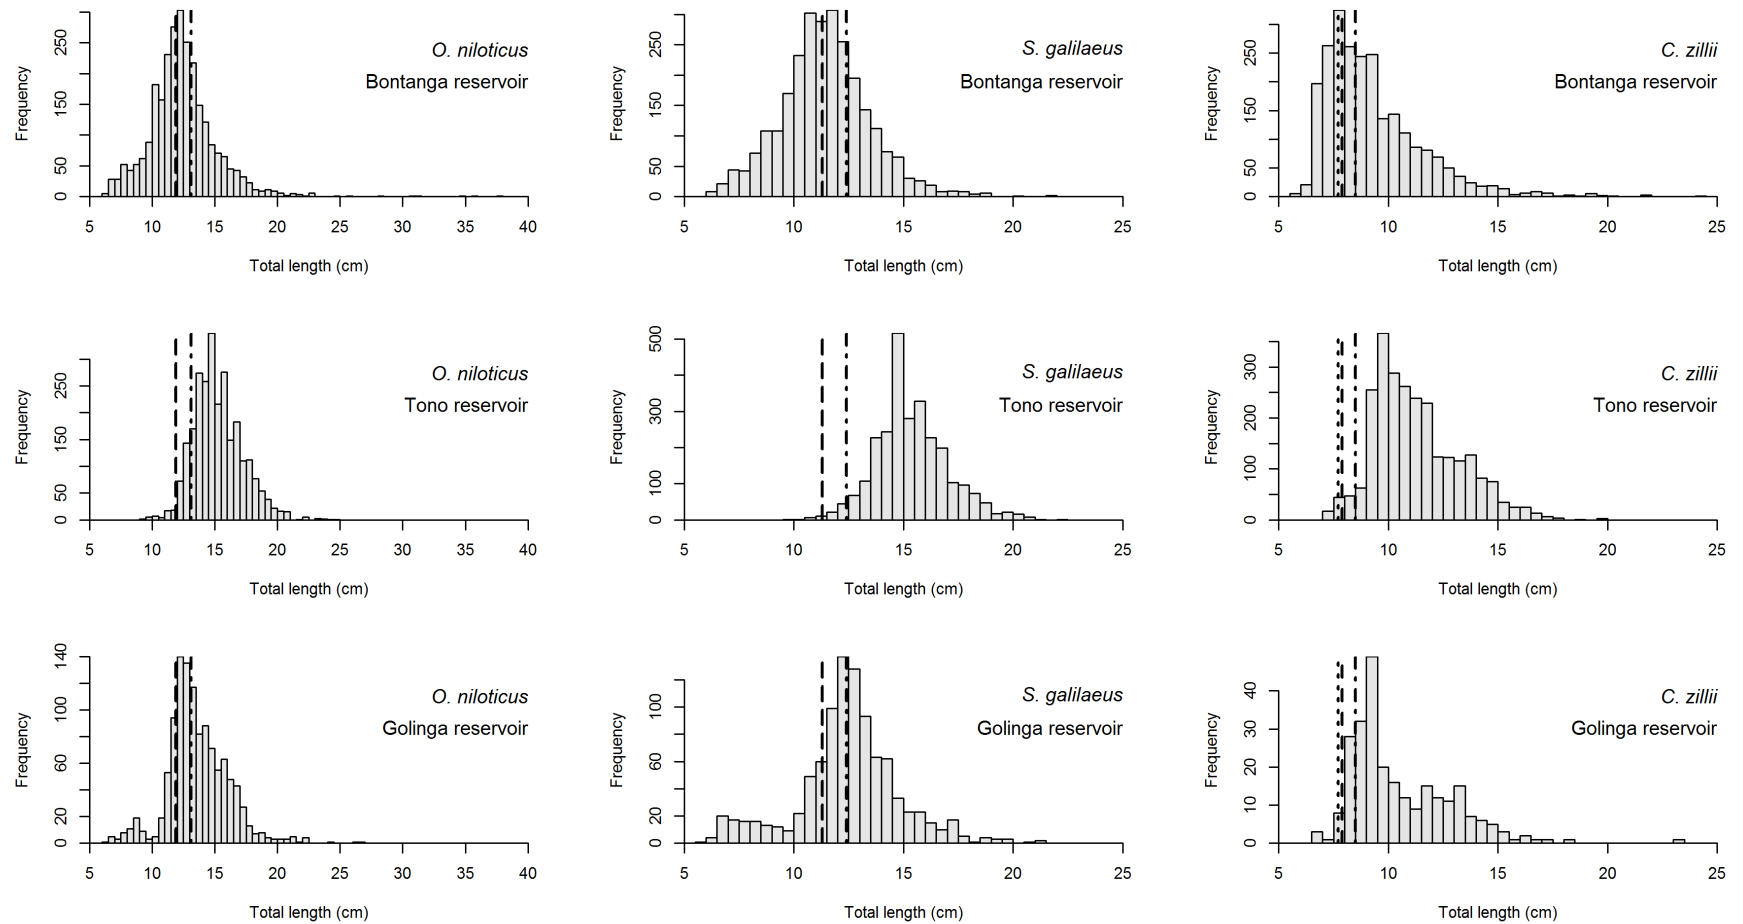 O. niloticus
Bontanga reservoir
Frequency
50
150
250
0
5 10 15 20 25 30 35 40
Total length (cm)
S. galilaeus
Bontanga reservoir
Frequency
0 50 150 250
5 10 15 20 25
Total length (cm)
C. zillii
Bontanga reservoir
Frequency
0 50 150 250
5 10 15 20 25
Total length (cm)
O. niloticus
Tono reservoir
Frequency
0 50 150 250
5 10 15 20 25 30 35 40
Total length (cm)
S. galilaeus
Tono reservoir
Frequency
0 100 300 500
5 10 15 20 25
Total length (cm)
C. zillii
Tono reservoir
Frequency
0 100 200 300
5 10 15 20 25
Total length (cm)
O. niloticus
Golinga reservoir
Frequency
0 20 60 100 140
5 10 15 20 25 30 35 40
Total length (cm)
S. galilaeus
Golinga reservoir
Frequency
0 20 60 100
5 10 15 20 25
Total length (cm)
C. zillii
Golinga reservoir
Frequency
0 10 20 30 40
5 10 15 20 25
Total length (cm)